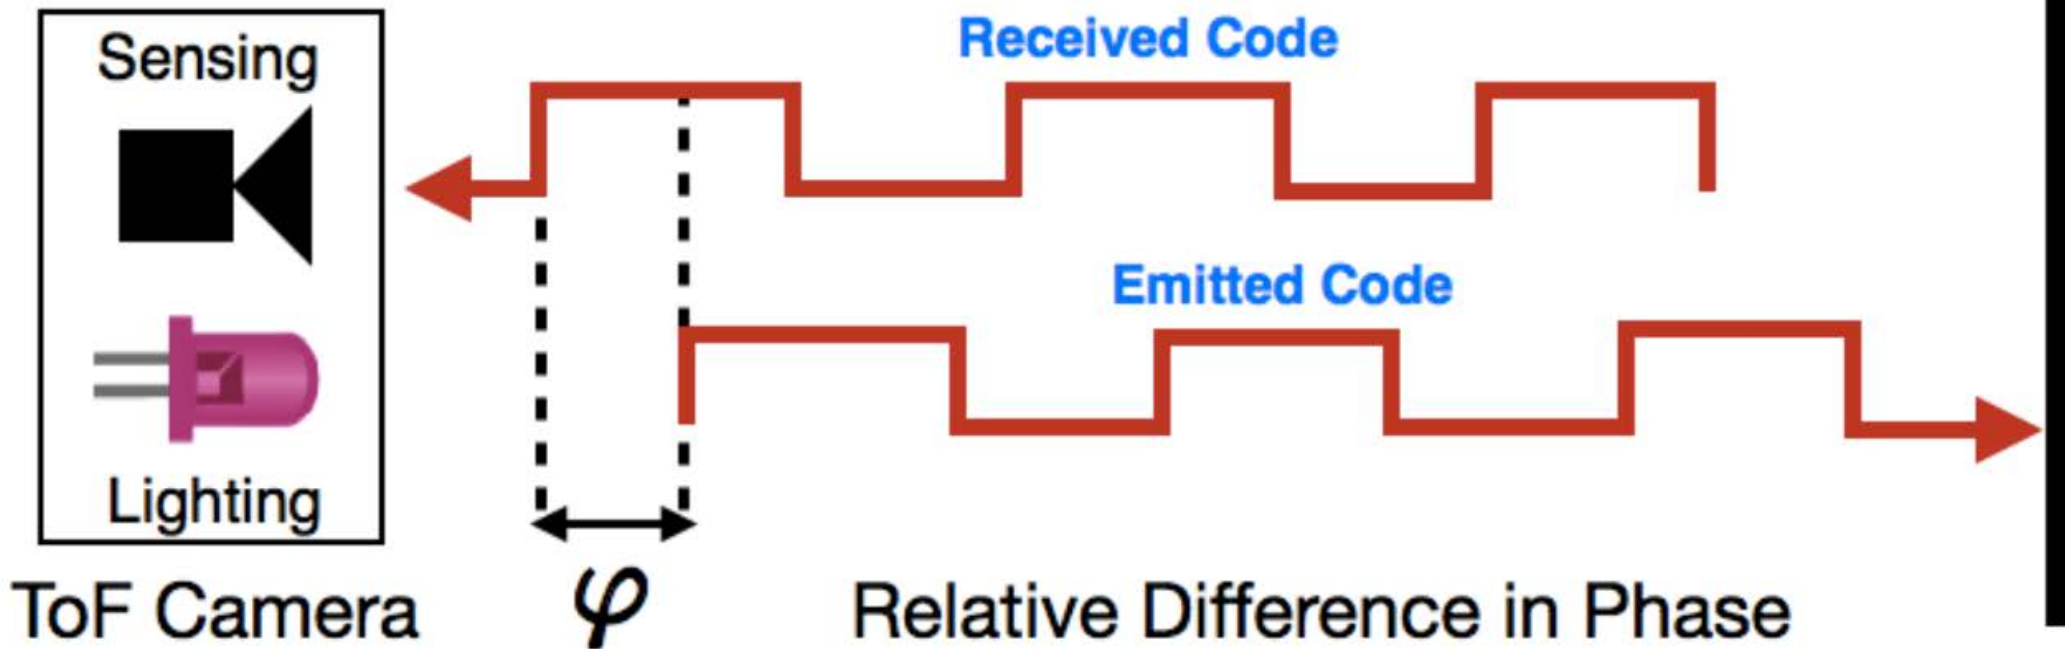 Sensing
Received Code
Emitted Code
Lighting
ToF Camera
φ
Relative Difference in Phase